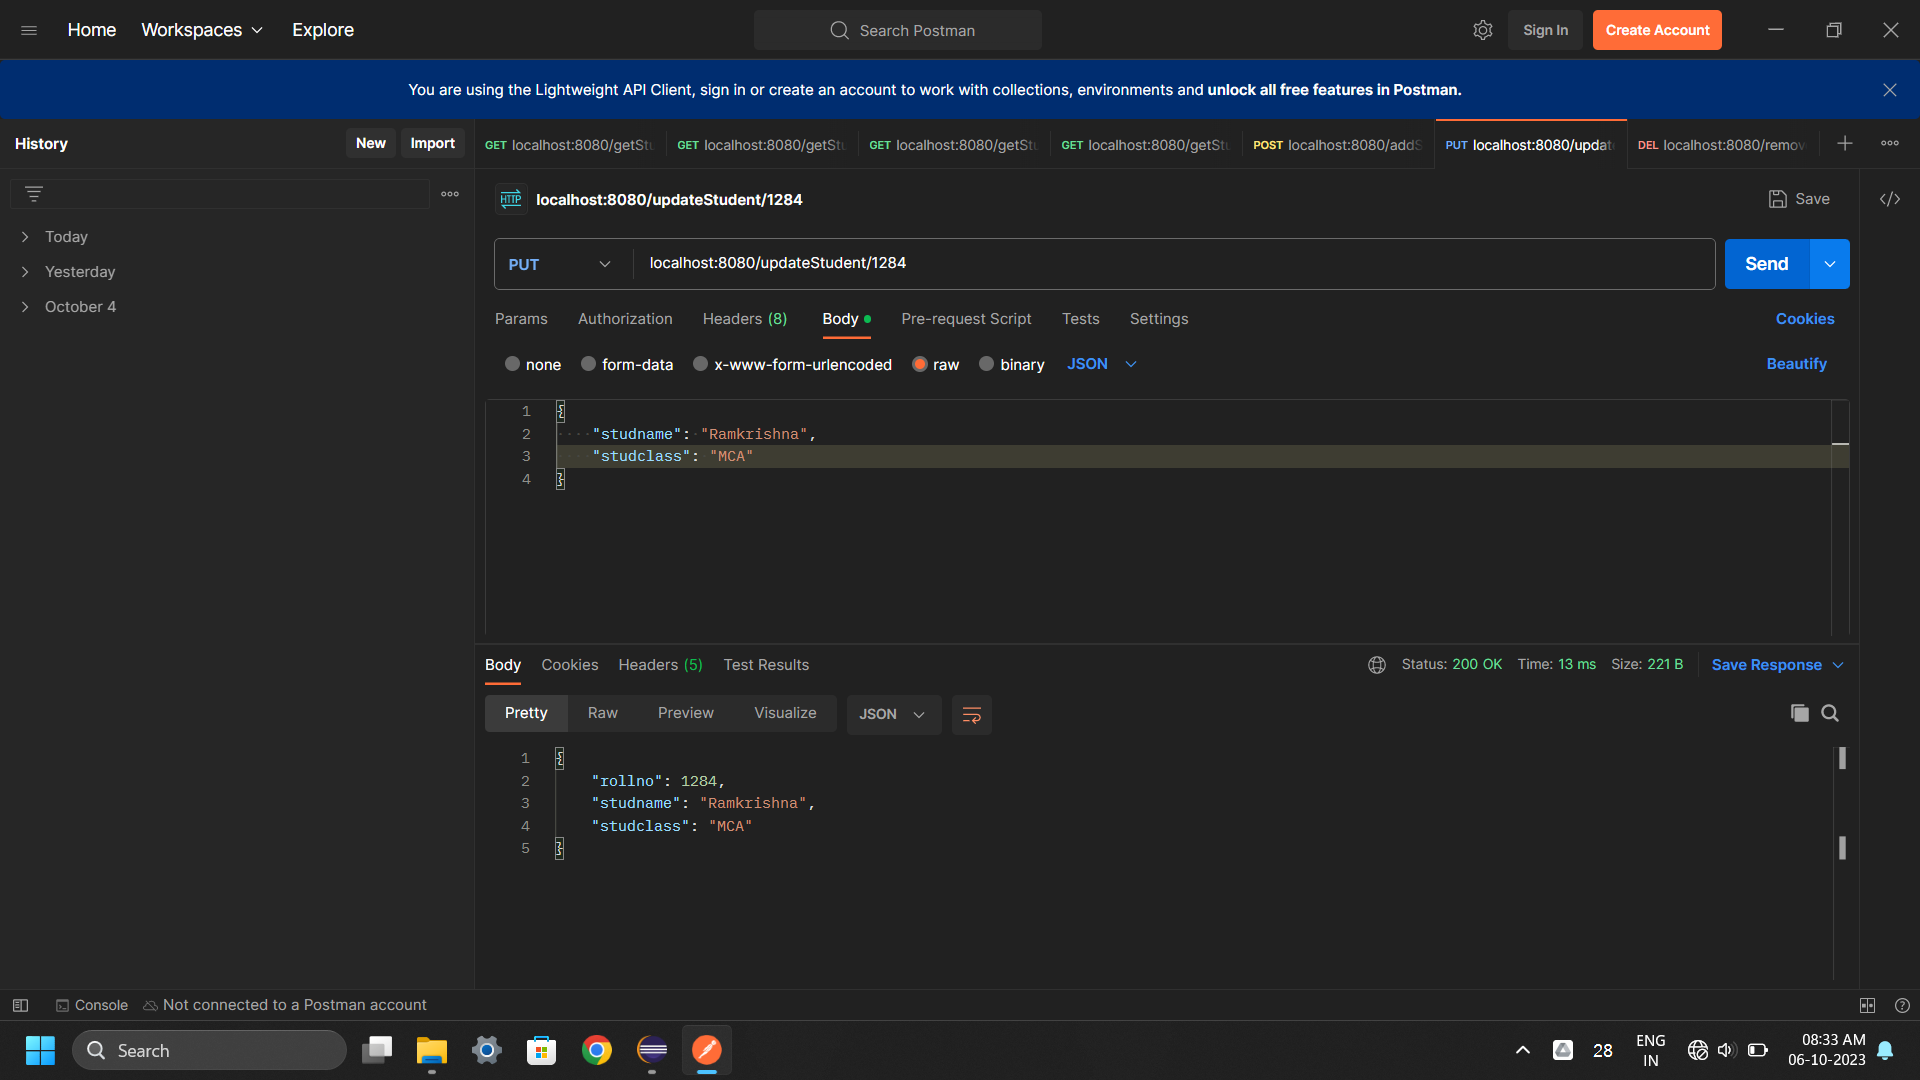 Home Workspaces Explore Search Postman Sign In Create Account
You are using the Lightweight API Client, sign in or create an account to work with collections, environments and unlock all free features in Postman.
History New Import
GET localhost:8080/getStu GET localhost:8080/getStu GET localhost:8080/getStu GET localhost:8080/getStu POST localhost:8080/addS PUT localhost:8080/updat DEL localhost:8080/remov
HTTP localhost:8080/updateStudent/1284 Save
Today
Yesterday
October 4
PUT localhost:8080/updateStudent/1284 Send
Params Authorization Headers (8) Body Pre-request Script Tests Settings Cookies
none form-data x-www-form-urlencoded raw binary JSON Beautify
1 {
2 "studname": "Ramkrishna",
3 "studclass": "MCA"
4 }
Body Cookies Headers (5) Test Results Status: 200 OK Time: 13 ms Size: 221 B Save Response
Pretty Raw Preview Visualize JSON
1 {
2 "rollno": 1284,
3 "studname": "Ramkrishna",
4 "studclass": "MCA"
5 }
Console Not connected to a Postman account
Search 28 ENG IN 08:33 AM
06-10-2023